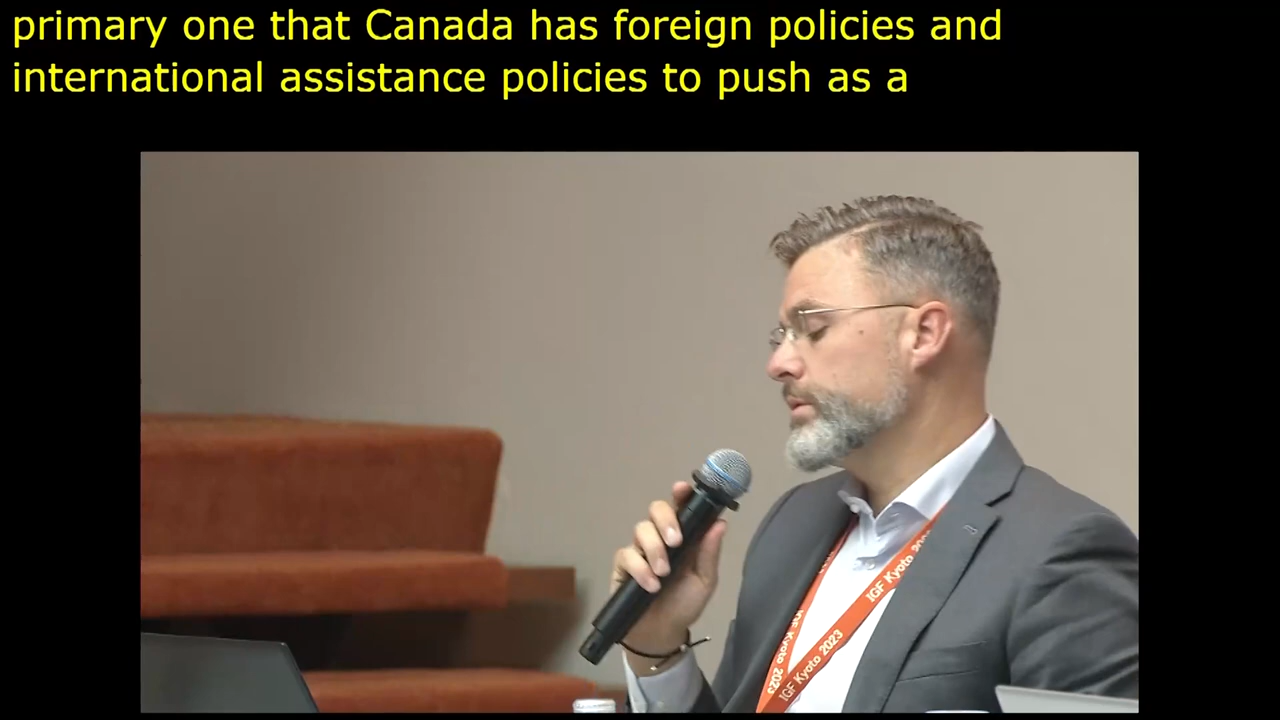 primary one that Canada has foreign policies and
international assistance policies to push as a
IGF Kyoto 2023
IGF Kyoto 2023